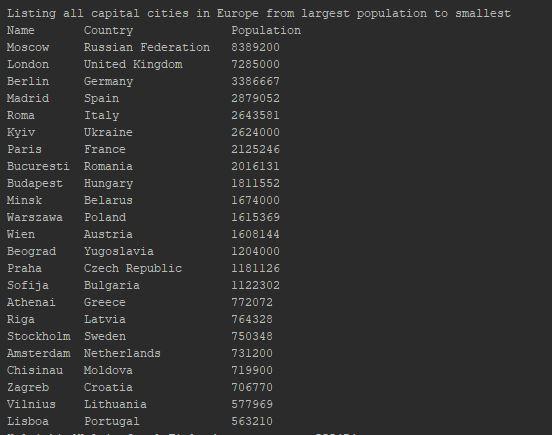 Listing all capital cities in Europe from largest population to smallest
Name Country Population
Moscow Russian Federation 8389200
London United Kingdom 7285000
Berlin Germany 3386667
Madrid Spain 2879052
Roma Italy 2643581
Kyiv Ukraine 2624000
Paris France 2125246
Bucuresti Romania 2016131
Budapest Hungary 1811552
Minsk Belarus 1674000
Warszawa Poland 1615369
Wien Austria 1608144
Beograd Yugoslavia 1204000
Praha Czech Republic 1181126
Sofija Bulgaria 1122302
Athenai Greece 772072
Riga Latvia 764328
Stockholm Sweden 750348
Amsterdam Netherlands 731200
Chisinau Moldova 719900
Zagreb Croatia 706770
Vilnius Lithuania 577969
Lisboa Portugal 563210